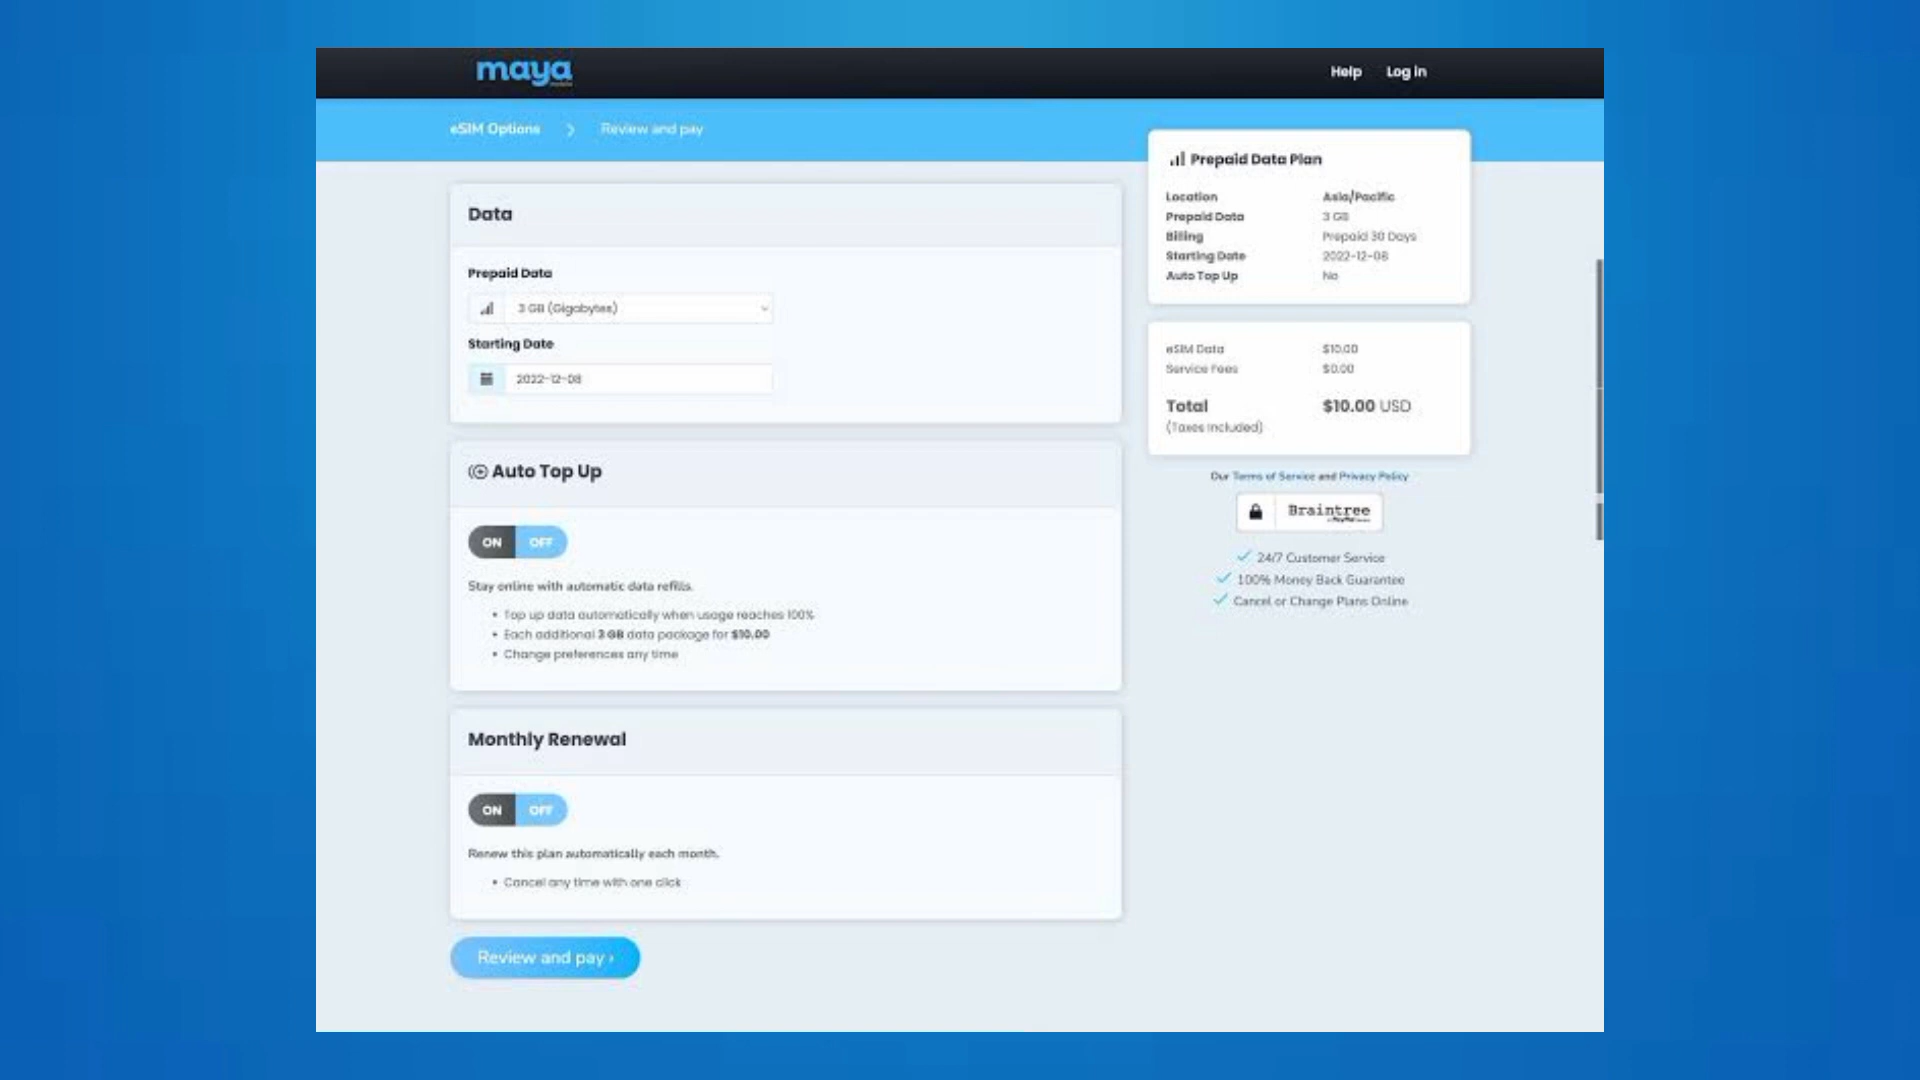 maya
Help Log in
eSIM Options > Review and pay
Data
Prepaid Data
3 GB (Gigabytes)
Starting Date
2022-12-08
Auto Top Up
ON OFF
Stay online with automatic data refills.
• Top up data automatically when usage reaches 100%
• Each additional 3 GB data package for $10.00
• Change preferences any time
Monthly Renewal
ON OFF
Renew this plan automatically each month.
• Cancel any time with one click
Review and pay ›
Prepaid Data Plan
Location Asia/Pacific
Prepaid Data 3 GB
Billing Prepaid 30 Days
Starting Date 2022-12-08
Auto Top Up No
eSIM Data $10.00
Service Fees $0.00
Total $10.00 USD
(Taxes Included)
Our Terms of Service and Privacy Policy
Braintree
24/7 Customer Service
100% Money Back Guarantee
Cancel or Change Plans Online